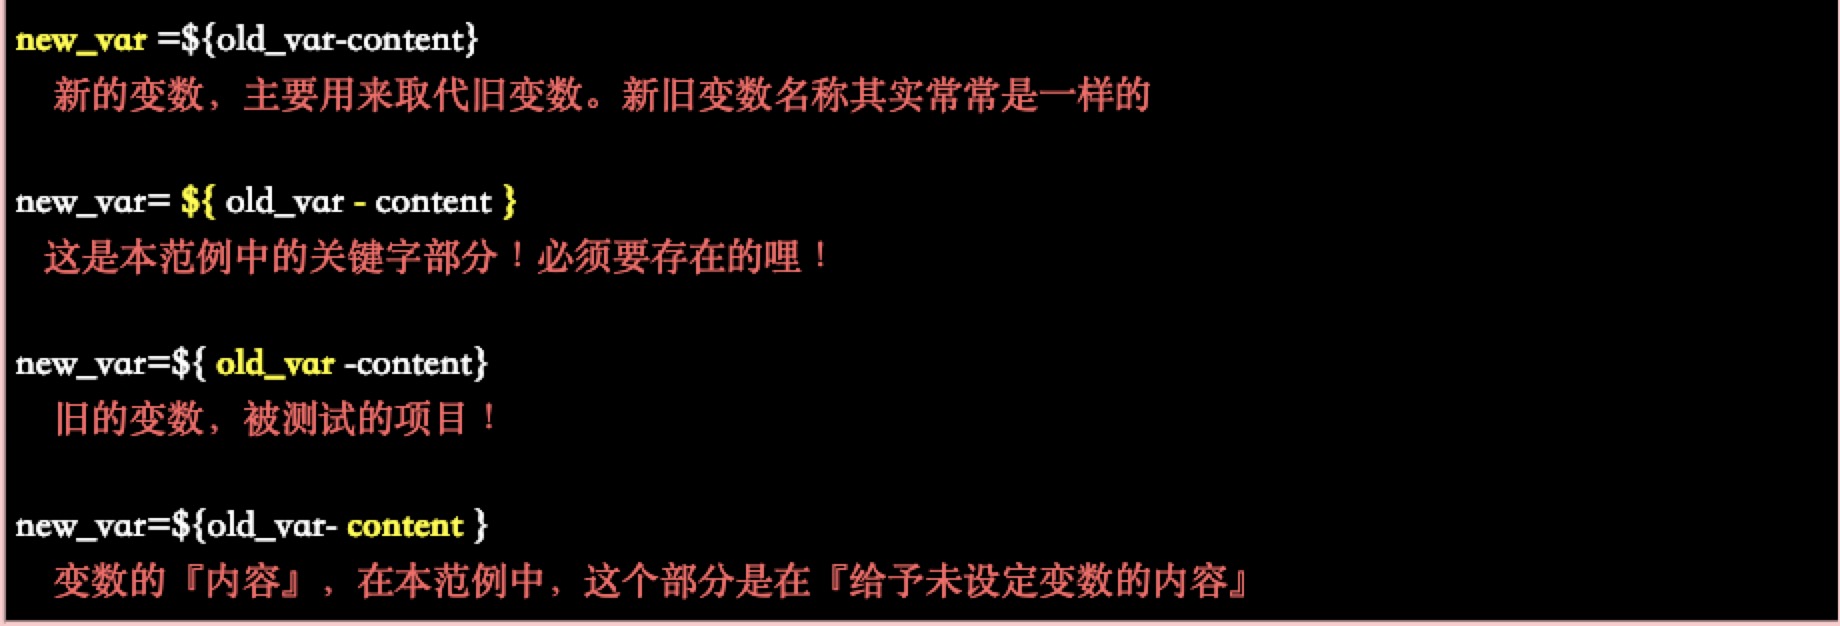 new_var =${old_var-content}
新的变数，主要用来取代旧变数。新旧变数名称其实常常是一样的
new_var= ${ old_var - content }
这是本范例中的关键字部分！必须要存在的哩！
new_var=${ old_var -content}
旧的变数，被测试的项目！
new_var=${old_var- content }
变数的『内容』，在本范例中，这个部分是在『给予未设定变数的内容』